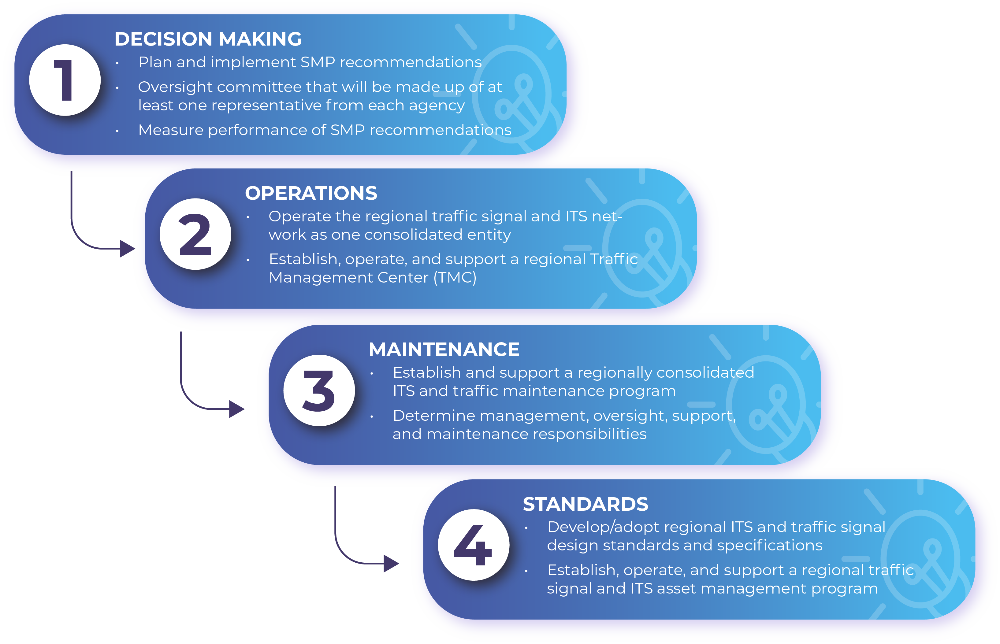 1
DECISION MAKING
• Plan and implement SMP recommendations
• Oversight committee that will be made up of at
least one representative from each agency
• Measure performance of SMP recommendations
2
OPERATIONS
• Operate the regional traffic signal and ITS net-
work as one consolidated entity
• Establish, operate, and support a regional Traffic
Management Center (TMC)
3
MAINTENANCE
• Establish and support a regionally consolidated
ITS and traffic maintenance program
• Determine management, oversight, support,
and maintenance responsibilities
4
STANDARDS
• Develop/adopt regional ITS and traffic signal
design standards and specifications
• Establish, operate, and support a regional traffic
signal and ITS asset management program